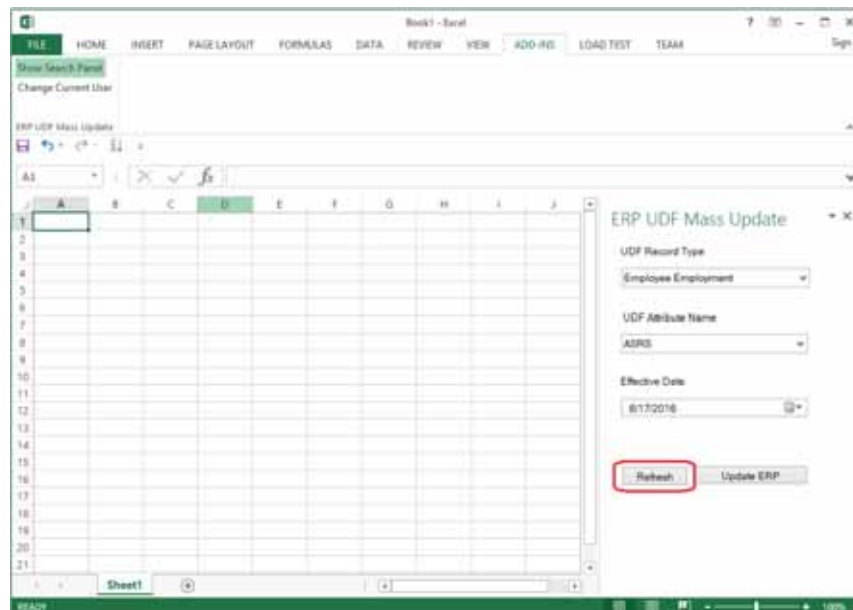 Book1 - Excel
?
FILE HOME INSERT PAGE LAYOUT FORMULAS DATA REVIEW VIEW ADD-INS LOAD TEST TEAM Sign
Show Search Panel
Change Current User
ERP UDF Mass Update
A1
fx
A B C D E F G H I J
1
2
3
4
5
6
7
8
9
10
11
12
13
14
15
16
17
18
19
20
21
ERP UDF Mass Update
UDF Record Type
Employee Employment
UDF Attribute Name
ASRS
Effective Date
8/17/2016
Refresh Update ERP
Sheet1
READY 100%